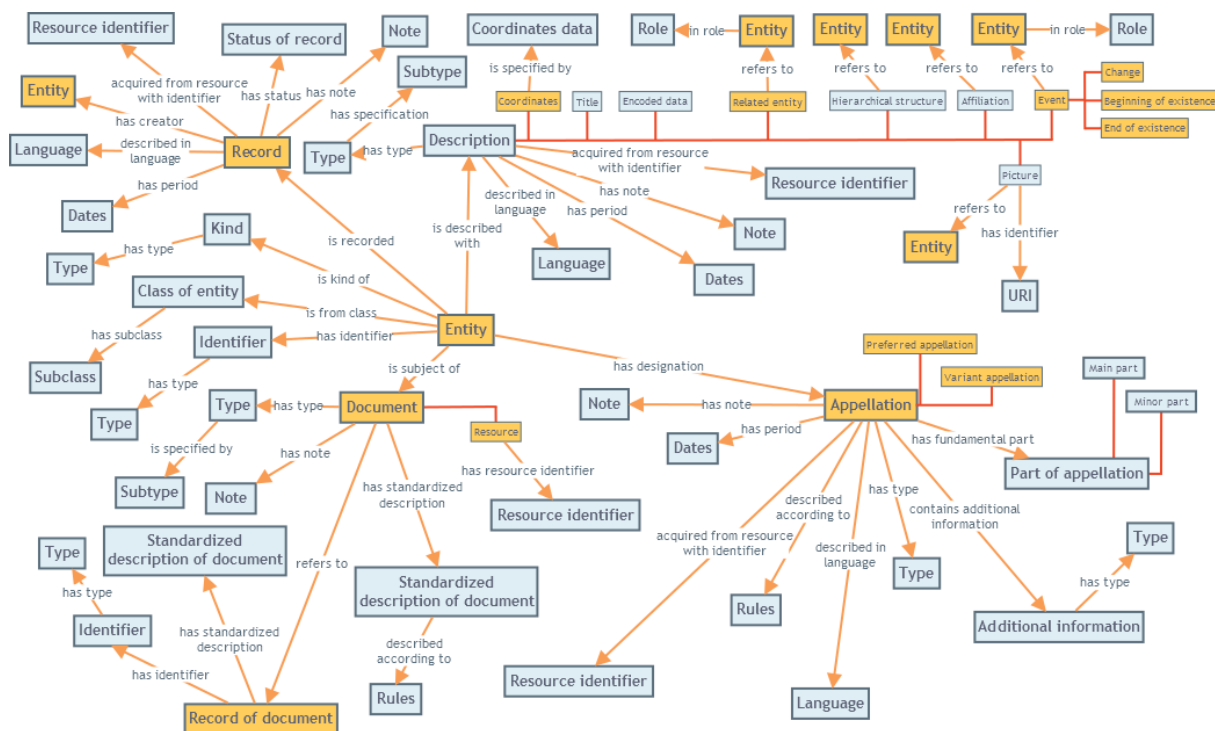 Resource identifier
Status of record
Note
Coordinates data
Role
in role
Entity
Entity
Entity
Entity
in role
Role
acquired from resource
with identifier
has status
has note
Subtype
is specified by
refers to
refers to
refers to
refers to
Entity
has creator
Coordinates
Title
Encoded data
Related entity
Hierarchical structure
Affiliation
Event
Change
Beginning of existence
End of existence
has specification
Language
described in
language
Record
Type
has type
Description
acquired from resource
with identifier
Resource identifier
Picture
has period
Dates
described in
language
has note
has period
Note
refers to
has identifier
Kind
has type
Type
is recorded
is described
with
Language
Dates
Entity
URI
is kind of
Class of entity
is from class
has subclass
Subclass
Identifier
has identifier
Entity
has type
Type
is subject of
has designation
Preferred appellation
Variant appellation
Main part
Minor part
Type
has type
Document
Resource
Note
has note
Appellation
has period
Dates
has fundamental part
Part of appellation
is specified by
Subtype
has note
Note
has standardized
description
has resource identifier
Resource identifier
acquired from resource
with identifier
described
according to
described in
language
has type
Type
contains additional
information
Type
has type
Additional information
Standardized
description of document
Type
has type
Identifier
has identifier
has standardized
description
refers to
Standardized
description of document
described
according to
Rules
Rules
Resource identifier
Language
Record of document